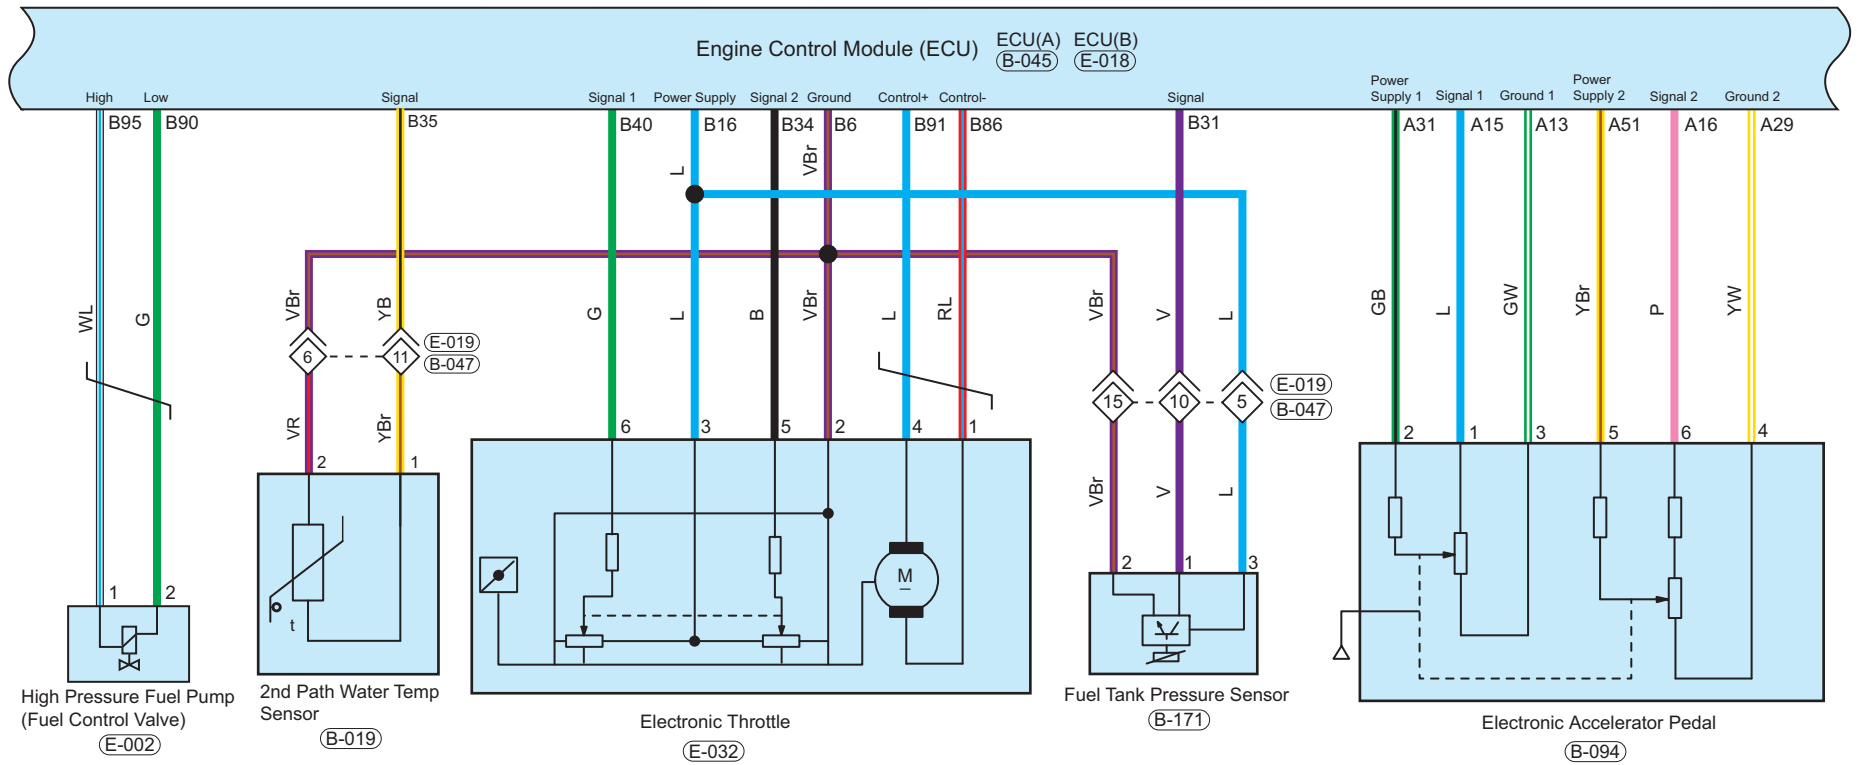 Engine Control Module (ECU)
ECU(A) ECU(B)
B-045 E-018
High Low Signal Signal 1 Power Supply Signal 2 Ground Control+ Control- Signal
Power Supply 1 Signal 1 Ground 1 Power Supply 2 Signal 2 Ground 2
B95 B90 B35 B40 B16 B34 B6 B91 B86 B31 A31 A15 A13 A51 A16 A29
L VBr
WL G VBr YB G L B VBr L RL VBr V L GB L GW YBr P YW
6 11
E-019
B-047
15 10 5
E-019
B-047
VR YBr
6 3 5 2 4 1
2 1 3 5 6 4
2 1
VBr V L
2 1 3
M
1 2
t
High Pressure Fuel Pump
(Fuel Control Valve)
E-002
2nd Path Water Temp
Sensor
B-019
Electronic Throttle
E-032
Fuel Tank Pressure Sensor
B-171
Electronic Accelerator Pedal
B-094